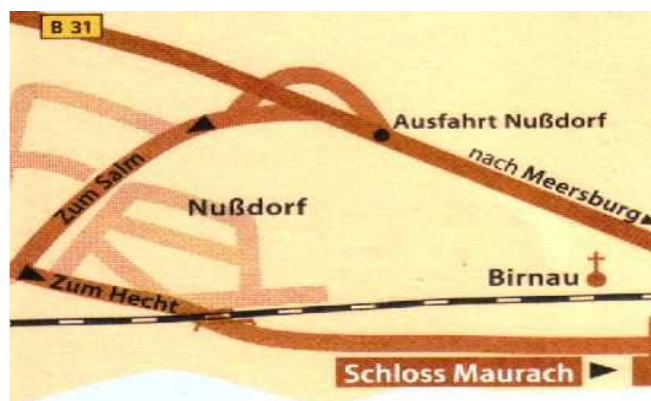 B 31
Ausfahrt Nußdorf
nach Meersburg
Zum Salm
Nußdorf
Birnau
Zum Hecht
Schloss Maurach